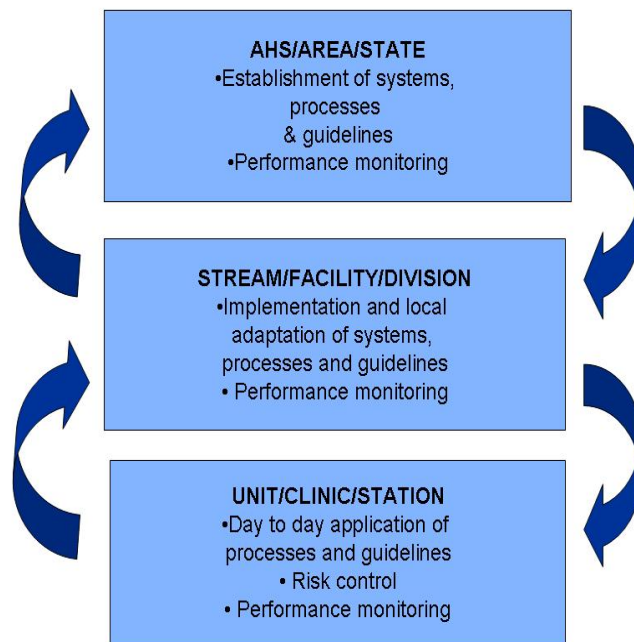 AHS/AREA/STATE
•Establishment of systems,
processes
& guidelines
•Performance monitoring
STREAM/FACILITY/DIVISION
•Implementation and local
adaptation of systems,
processes and guidelines
• Performance monitoring
UNIT/CLINIC/STATION
•Day to day application of
processes and guidelines
• Risk control
• Performance monitoring